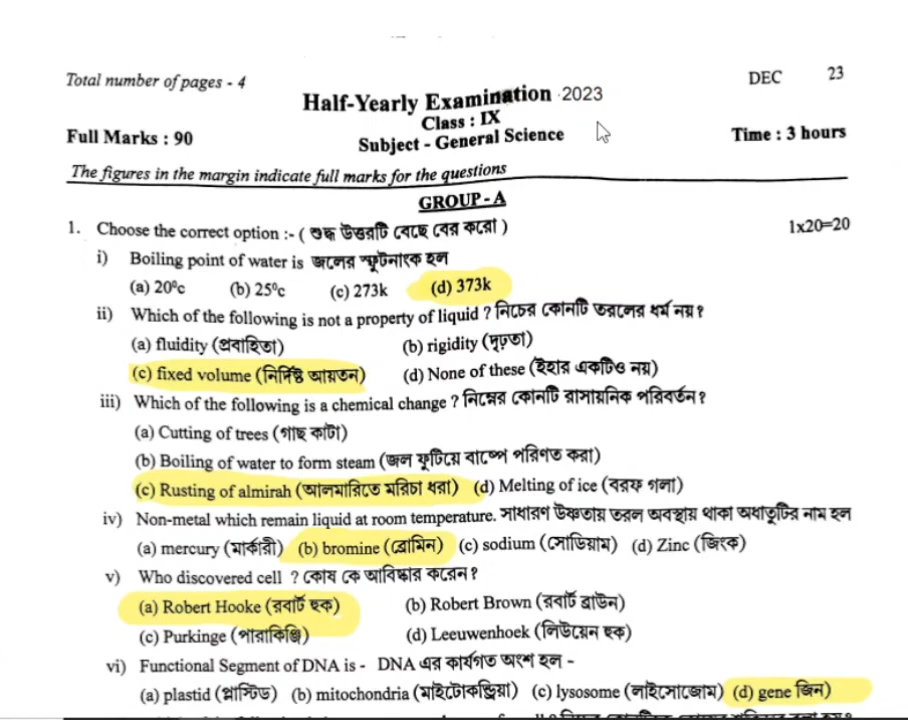 Total number of pages - 4
DEC 23
Half-Yearly Examination 2023
Class : IX
Full Marks : 90
Subject - General Science
Time : 3 hours
The figures in the margin indicate full marks for the questions
GROUP - A
1. Choose the correct option :- ( শুদ্ধ উত্তরটি বেছে বের করো ) 1x20=20
i) Boiling point of water is জলের স্ফুটনাংক হল
(a) 20⁰c (b) 25⁰c (c) 273k (d) 373k
ii) Which of the following is not a property of liquid ? নিচের কোনটি তরলের ধর্ম নয় ?
(a) fluidity (প্রবাহিতা) (b) rigidity (দৃঢ়তা)
(c) fixed volume (নির্দিষ্ট আয়তন) (d) None of these (ইহার একটিও নয়)
iii) Which of the following is a chemical change ? নিম্নের কোনটি রাসায়নিক পরিবর্তন ?
(a) Cutting of trees (গাছ কাটা)
(b) Boiling of water to form steam (জল ফুটিয়ে বাষ্পে পরিণত করা)
(c) Rusting of almirah (আলমারিতে মরিচা ধরা) (d) Melting of ice (বরফ গলা)
iv) Non-metal which remain liquid at room temperature. সাধারণ উষ্ণতায় তরল অবস্থায় থাকা অধাতুটির নাম হল
(a) mercury (মার্কারী) (b) bromine (ব্রোমিন) (c) sodium (সোডিয়াম) (d) Zinc (জিংক)
v) Who discovered cell ? কোষ কে আবিষ্কার করেন ?
(a) Robert Hooke (রবার্ট হুক) (b) Robert Brown (রবার্ট ব্রাউন)
(c) Purkinge (পারাকিঞ্জি) (d) Leeuwenhoek (লিউয়েন হুক)
vi) Functional Segment of DNA is - DNA এর কার্যগত অংশ হল -
(a) plastid (প্লাস্টিড) (b) mitochondria (মাইটোকন্ড্রিয়া) (c) lysosome (লাইসোজোম) (d) gene জিন)